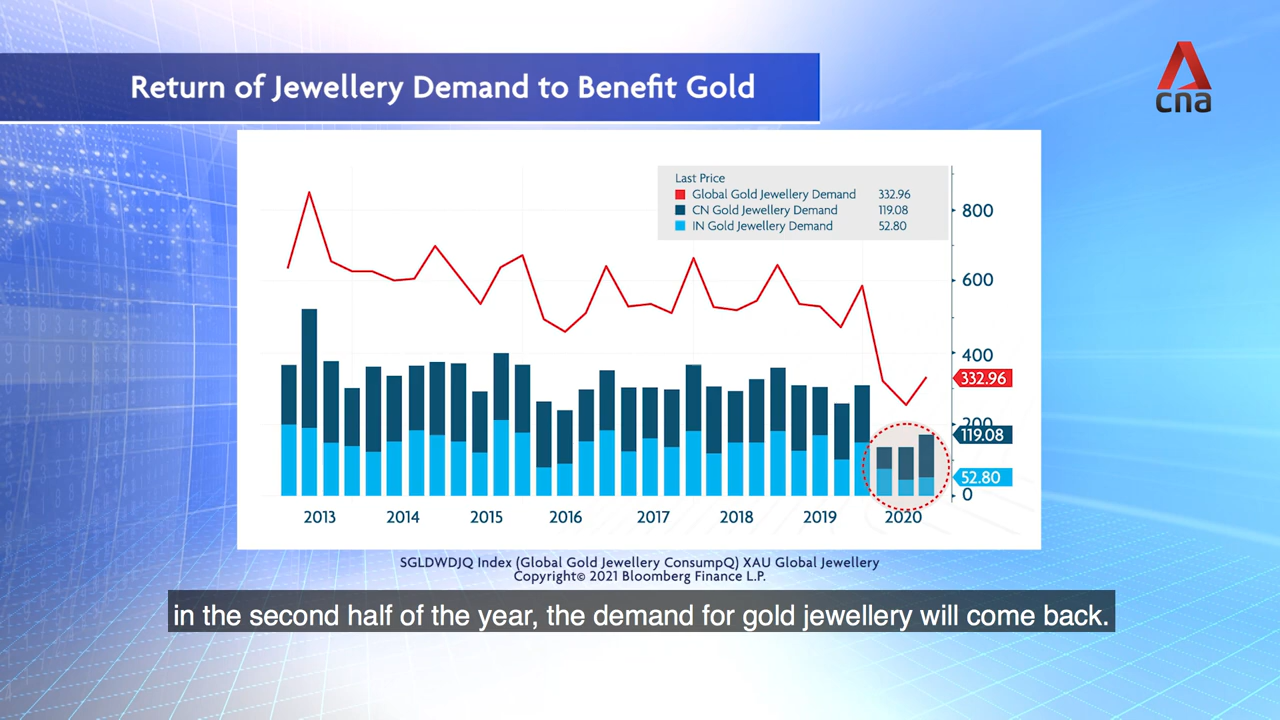 Return of Jewellery Demand to Benefit Gold
cna
Last Price
Global Gold Jewellery Demand 332.96
CN Gold Jewellery Demand 119.08
IN Gold Jewellery Demand 52.80
800
600
400
332.96
200
119.08
52.80
0
2013 2014 2015 2016 2017 2018 2019 2020
SGLDWDJQ Index (Global Gold Jewellery ConsumpQ) XAU Global Jewellery
Copyright© 2021 Bloomberg Finance L.P.
in the second half of the year, the demand for gold jewellery will come back.